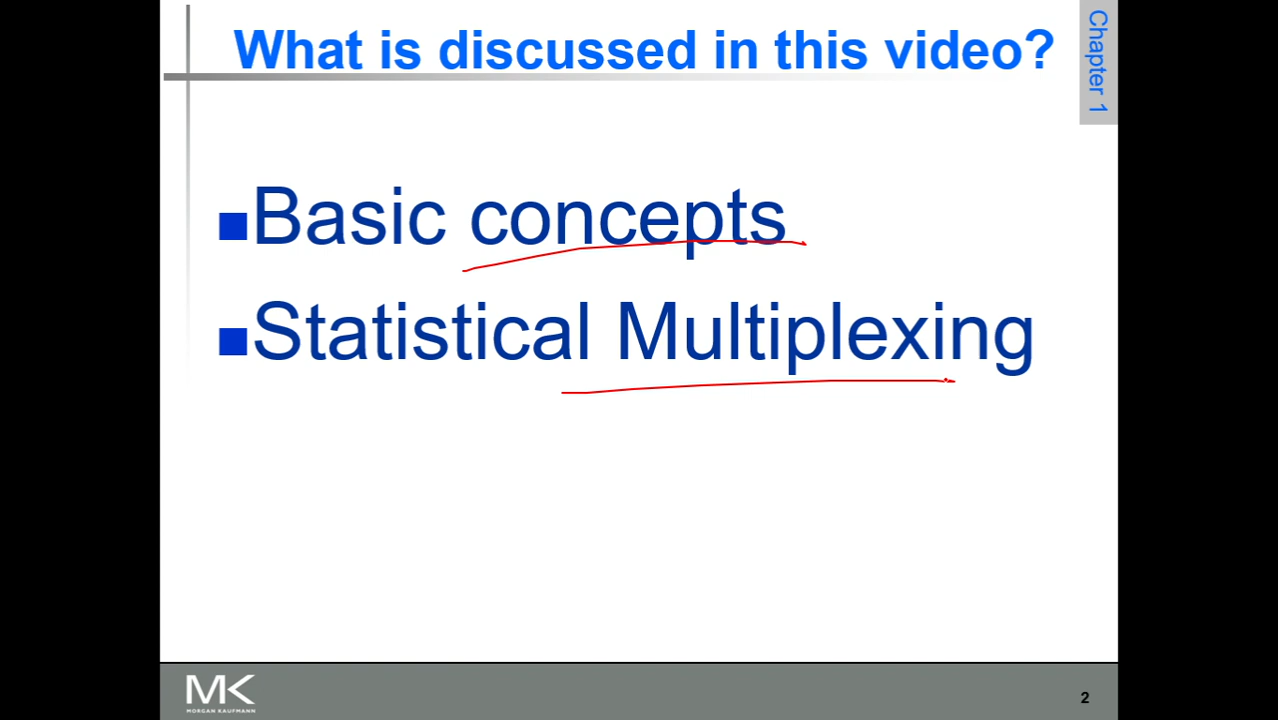 What is discussed in this video?
Chapter 1
Basic concepts
Statistical Multiplexing
MK
MORGAN KAUFMANN
2